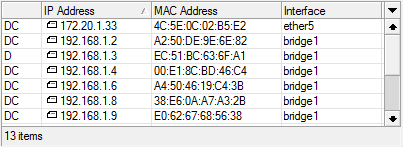 IP Address MAC Address Interface
DC 172.20.1.33 4C:5E:0C:02:B5:E2 ether5
DC 192.168.1.2 A2:50:DE:9E:6E:82 bridge1
D 192.168.1.3 EC:51:BC:63:6F:A1 bridge1
DC 192.168.1.4 00:E1:8C:BD:46:C4 bridge1
DC 192.168.1.6 A4:50:46:19:C4:3B bridge1
DC 192.168.1.8 38:E6:0A:A7:A3:2B bridge1
DC 192.168.1.9 E0:62:67:68:56:38 bridge1
13 items